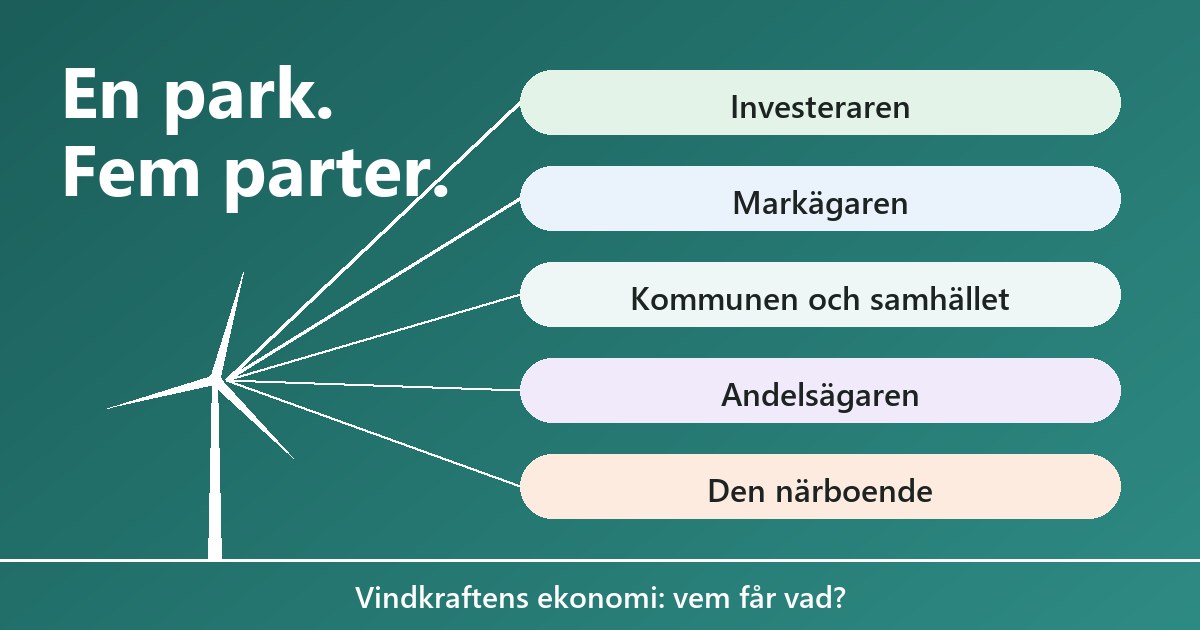 En park.
Fem parter.
Investeraren
Markägaren
Kommunen och samhället
Andelsägaren
Den närboende
Vindkraftens ekonomi: vem får vad?